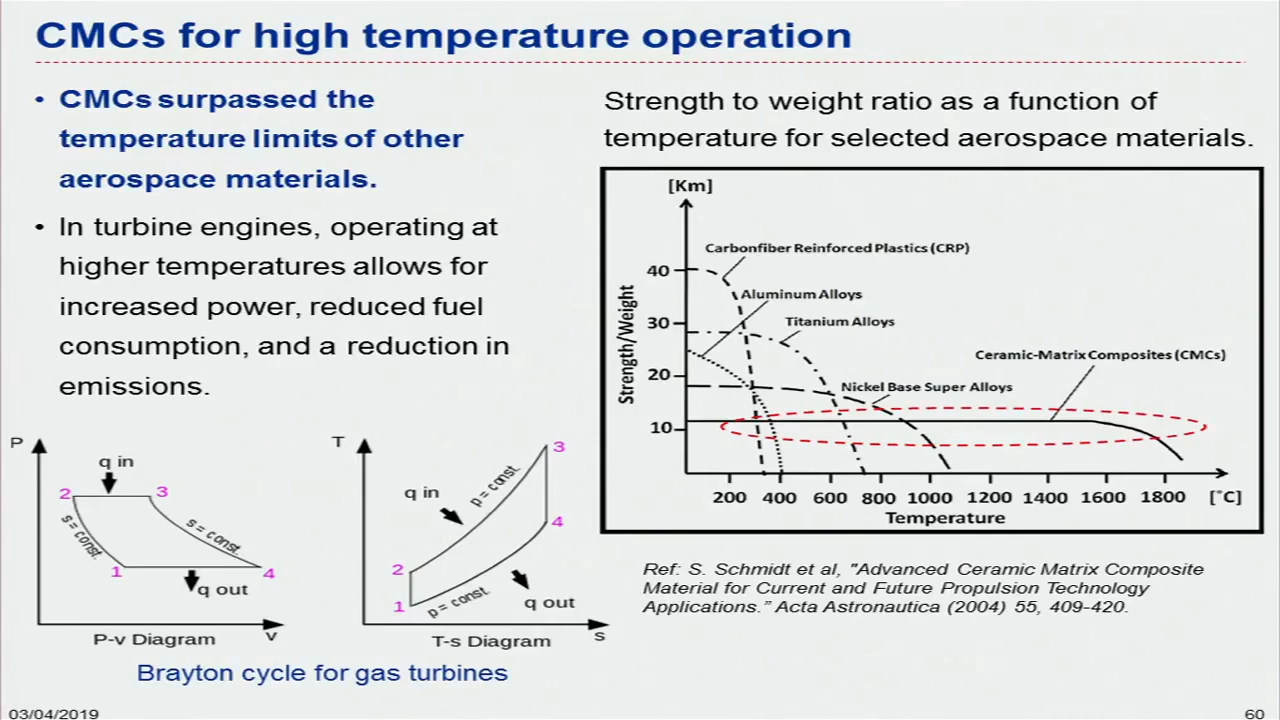 CMCs for high temperature operation
• CMCs surpassed the
temperature limits of other
aerospace materials.
• In turbine engines, operating at
higher temperatures allows for
increased power, reduced fuel
consumption, and a reduction in
emissions.
Strength to weight ratio as a function of
temperature for selected aerospace materials.
[Km]
Carbonfiber Reinforced Plastics (CRP)
40
Aluminum Alloys
30
Titanium Alloys
Ceramic-Matrix Composites (CMCs)
20
Nickel Base Super Alloys
10
Strength/Weight
200 400 600 800 1000 1200 1400 1600 1800 [˚C]
Temperature
Ref: S. Schmidt et al, "Advanced Ceramic Matrix Composite
Material for Current and Future Propulsion Technology
Applications.” Acta Astronautica (2004) 55, 409-420.
P
q in
2
3
s = const.
s = const.
1
4
q out
v
P-v Diagram
T
3
q in
p = const.
4
2
1
p = const.
q out
s
T-s Diagram
Brayton cycle for gas turbines
03/04/2019
60